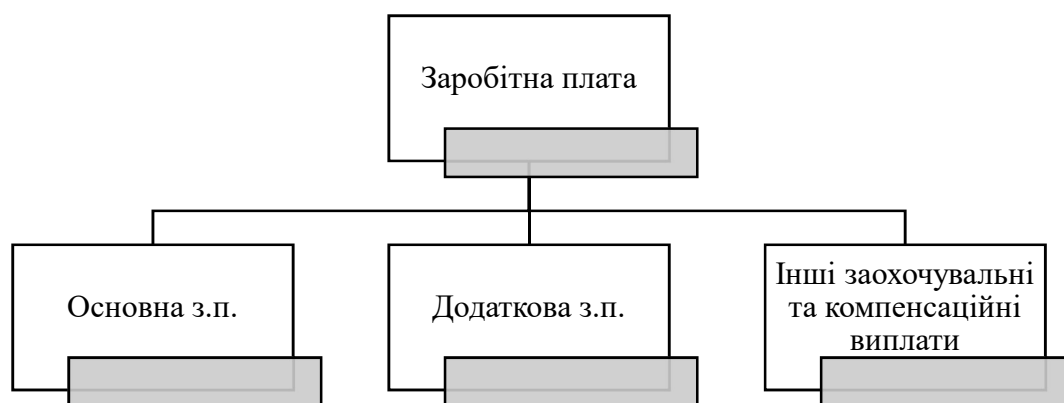 Заробітна плата
Основна з.п.
Додаткова з.п.
Інші заохочувальні
та компенсаційні
виплати